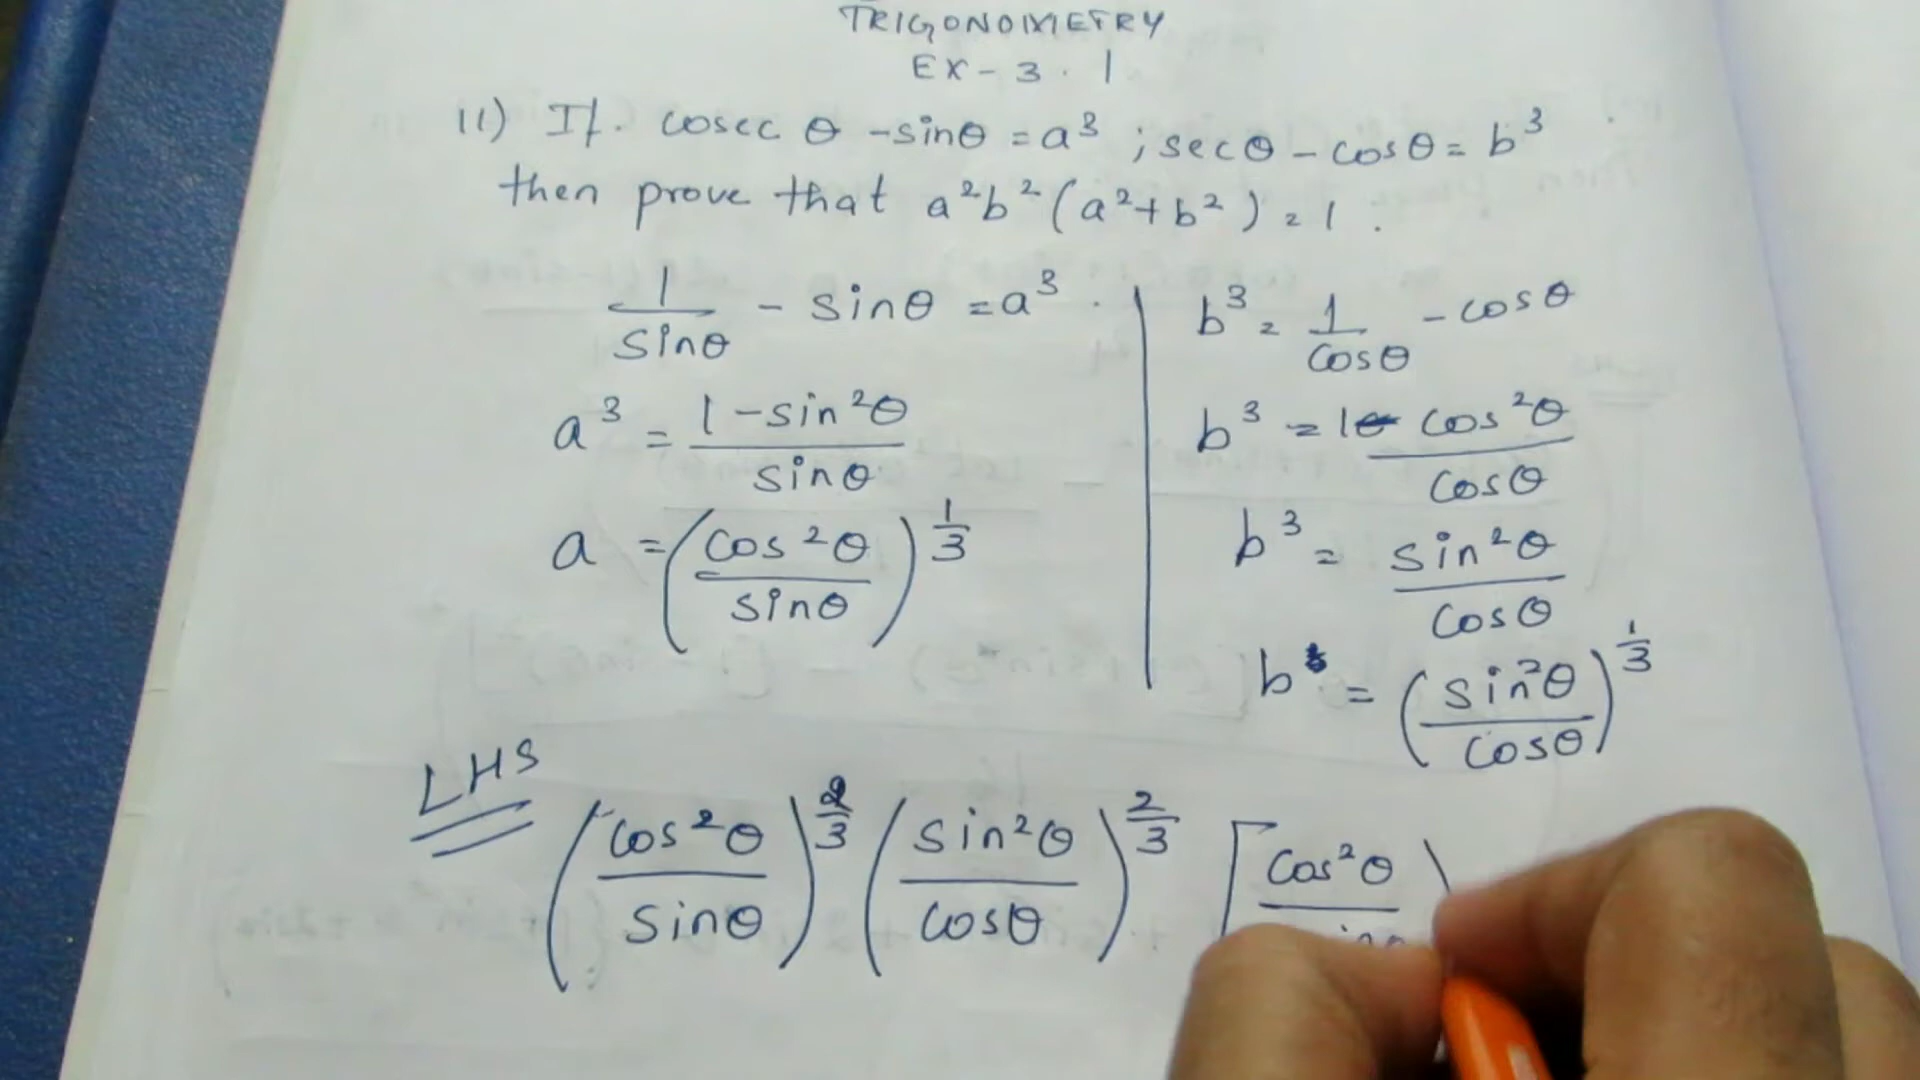 TRIGONOMETRY
EX - 3.1
11) If. cosec θ - sinθ = a³ ; secθ - cosθ = b³
then prove that a²b² (a²+b²) = 1.
1/sinθ - sinθ = a³.
a³ = (1 - sin²θ)/sinθ
a = (cos²θ/sinθ)^(1/3)
b³ = 1/cosθ - cosθ
b³ = 1 - cos²θ/cosθ
b³ = sin²θ/cosθ
b = (sin²θ/cosθ)^(1/3)
LHS
(cos²θ/sinθ)^(2/3) (sin²θ/cosθ)^(2/3) [cos²θ